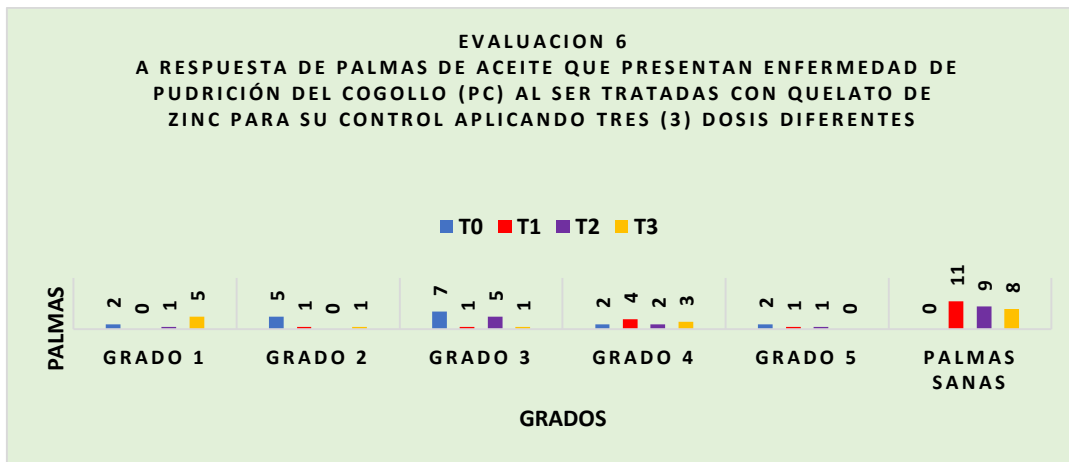 EVALUACION 6
A RESPUESTA DE PALMAS DE ACEITE QUE PRESENTAN ENFERMEDAD DE
PUDRICIÓN DEL COGOLLO (PC) AL SER TRATADAS CON QUELATO DE
ZINC PARA SU CONTROL APLICANDO TRES (3) DOSIS DIFERENTES
T0 T1 T2 T3
PALMAS
2 0 1 5 5 1 0 1 7 1 5 1 2 4 2 3 2 1 1 0 0 11 9 8
GRADO 1 GRADO 2 GRADO 3 GRADO 4 GRADO 5 PALMAS
SANAS
GRADOS